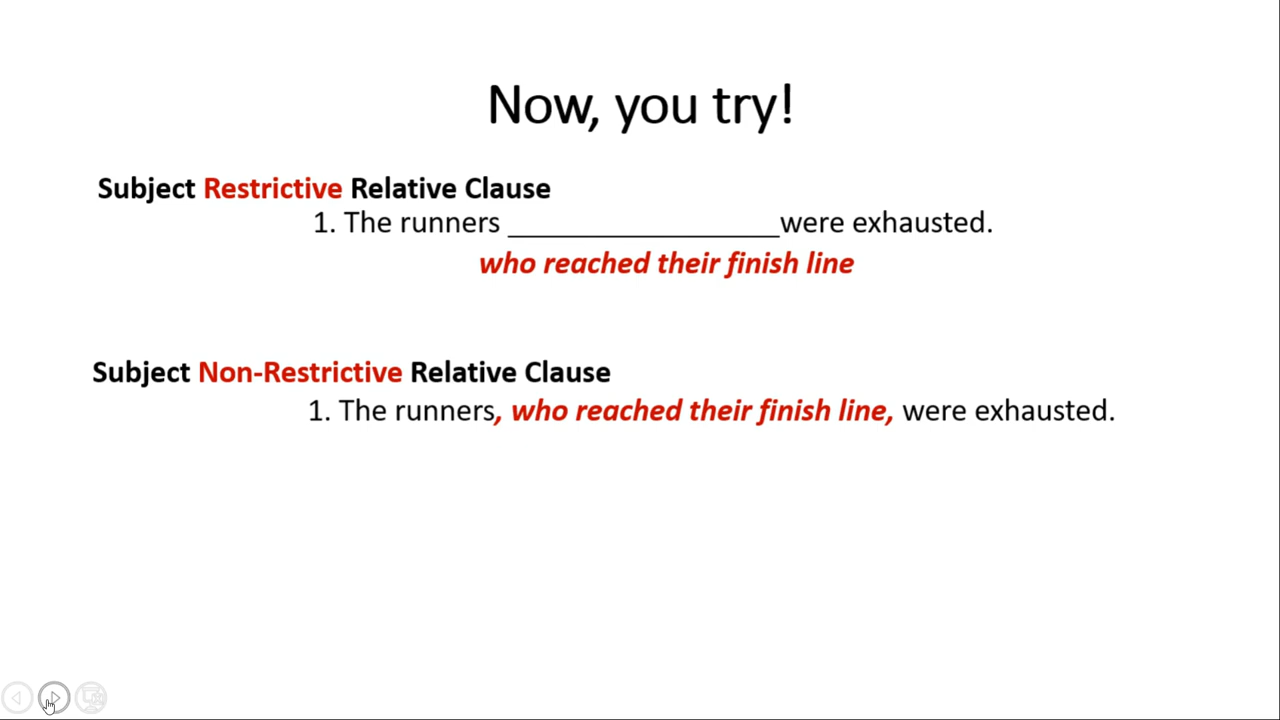 Now, you try!
Subject Restrictive Relative Clause
1. The runners __________________were exhausted.
who reached their finish line
Subject Non-Restrictive Relative Clause
1. The runners, who reached their finish line, were exhausted.